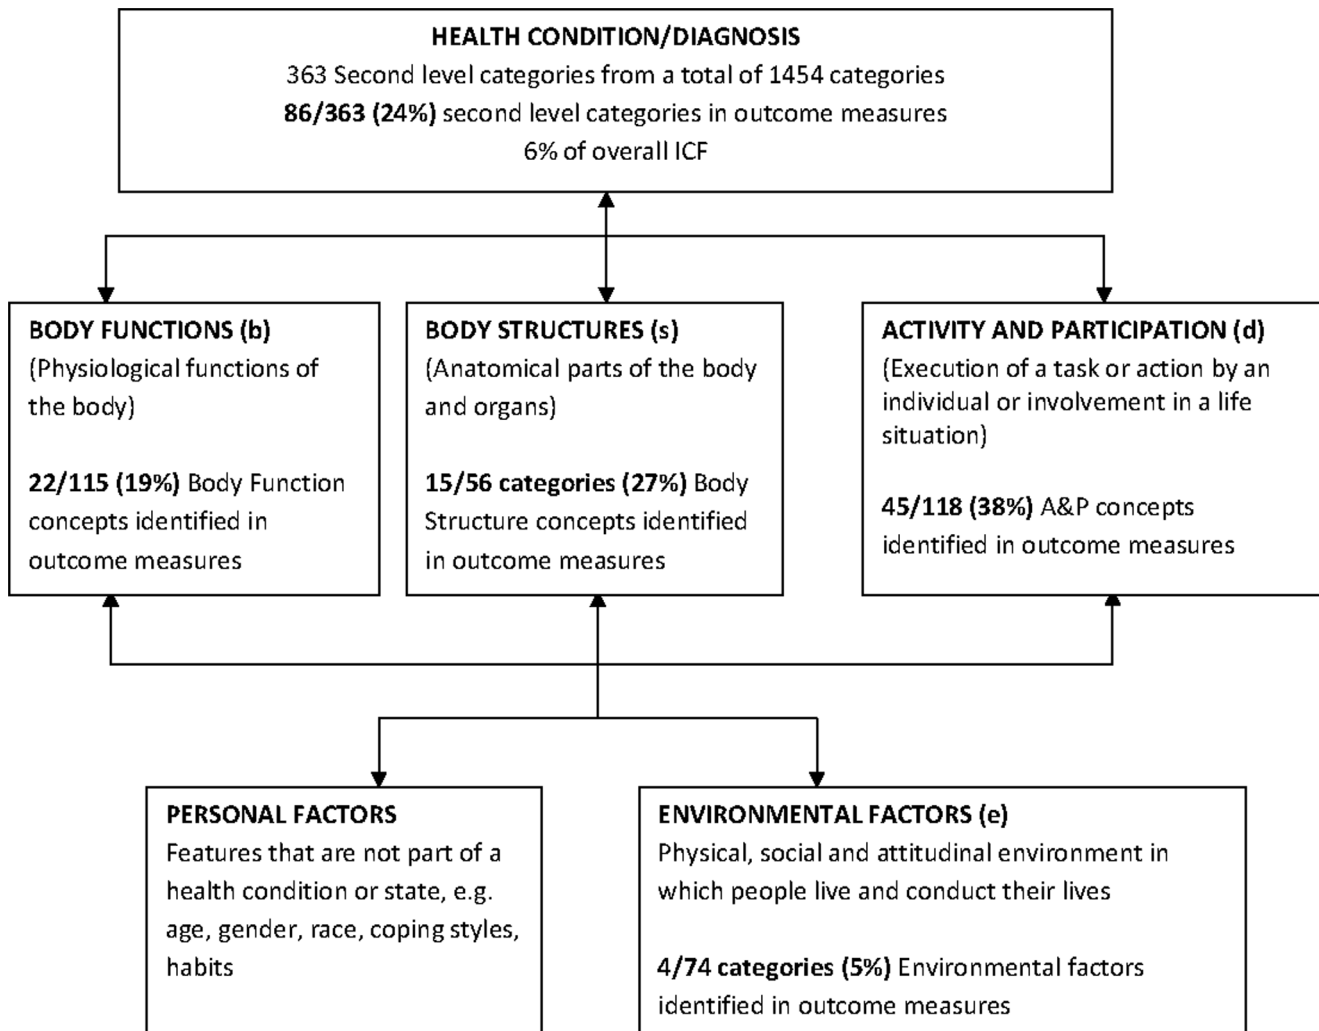 HEALTH CONDITION/DIAGNOSIS
363 Second level categories from a total of 1454 categories
86/363 (24%) second level categories in outcome measures
6% of overall ICF
BODY FUNCTIONS (b)
(Physiological functions of
the body)
22/115 (19%) Body Function
concepts identified in
outcome measures
BODY STRUCTURES (s)
(Anatomical parts of the body
and organs)
15/56 categories (27%) Body
Structure concepts identified
in outcome measures
ACTIVITY AND PARTICIPATION (d)
(Execution of a task or action by an
individual or involvement in a life
situation)
45/118 (38%) A&P concepts
identified in outcome measures
PERSONAL FACTORS
Features that are not part of a
health condition or state, e.g.
age, gender, race, coping styles,
habits
ENVIRONMENTAL FACTORS (e)
Physical, social and attitudinal environment in
which people live and conduct their lives
4/74 categories (5%) Environmental factors
identified in outcome measures